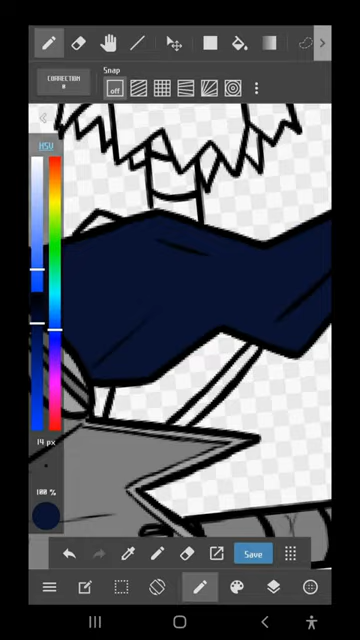 CORRECTION
Snap
off
HSV
14 px
100 %
Save